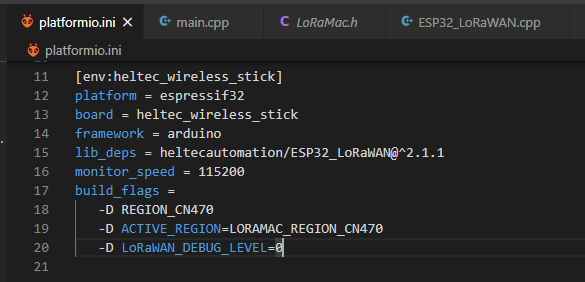 platformio.ini
main.cpp
LoRaMac.h
ESP32_LoRaWAN.cpp
platformio.ini
11 [env:heltec_wireless_stick]
12 platform = espressif32
13 board = heltec_wireless_stick
14 framework = arduino
15 lib_deps = heltecautomation/ESP32_LoRaWAN@^2.1.1
16 monitor_speed = 115200
17 build_flags =
18 -D REGION_CN470
19 -D ACTIVE_REGION=LORAMAC_REGION_CN470
20 -D LoRaWAN_DEBUG_LEVEL=0
21